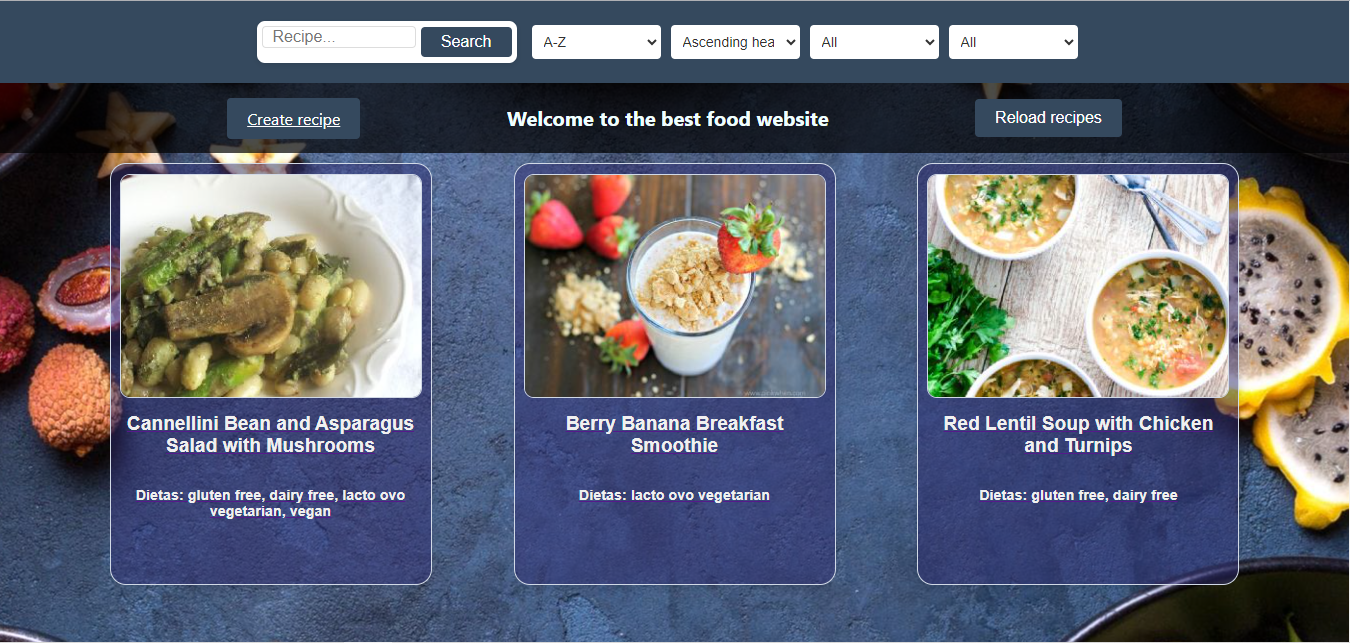 Recipe...
Search
A-Z
Ascending hea
All
All
Create recipe
Welcome to the best food website
Reload recipes
Cannellini Bean and Asparagus
Salad with Mushrooms
Dietas: gluten free, dairy free, lacto ovo
vegetarian, vegan
Berry Banana Breakfast
Smoothie
Dietas: lacto ovo vegetarian
Red Lentil Soup with Chicken
and Turnips
Dietas: gluten free, dairy free